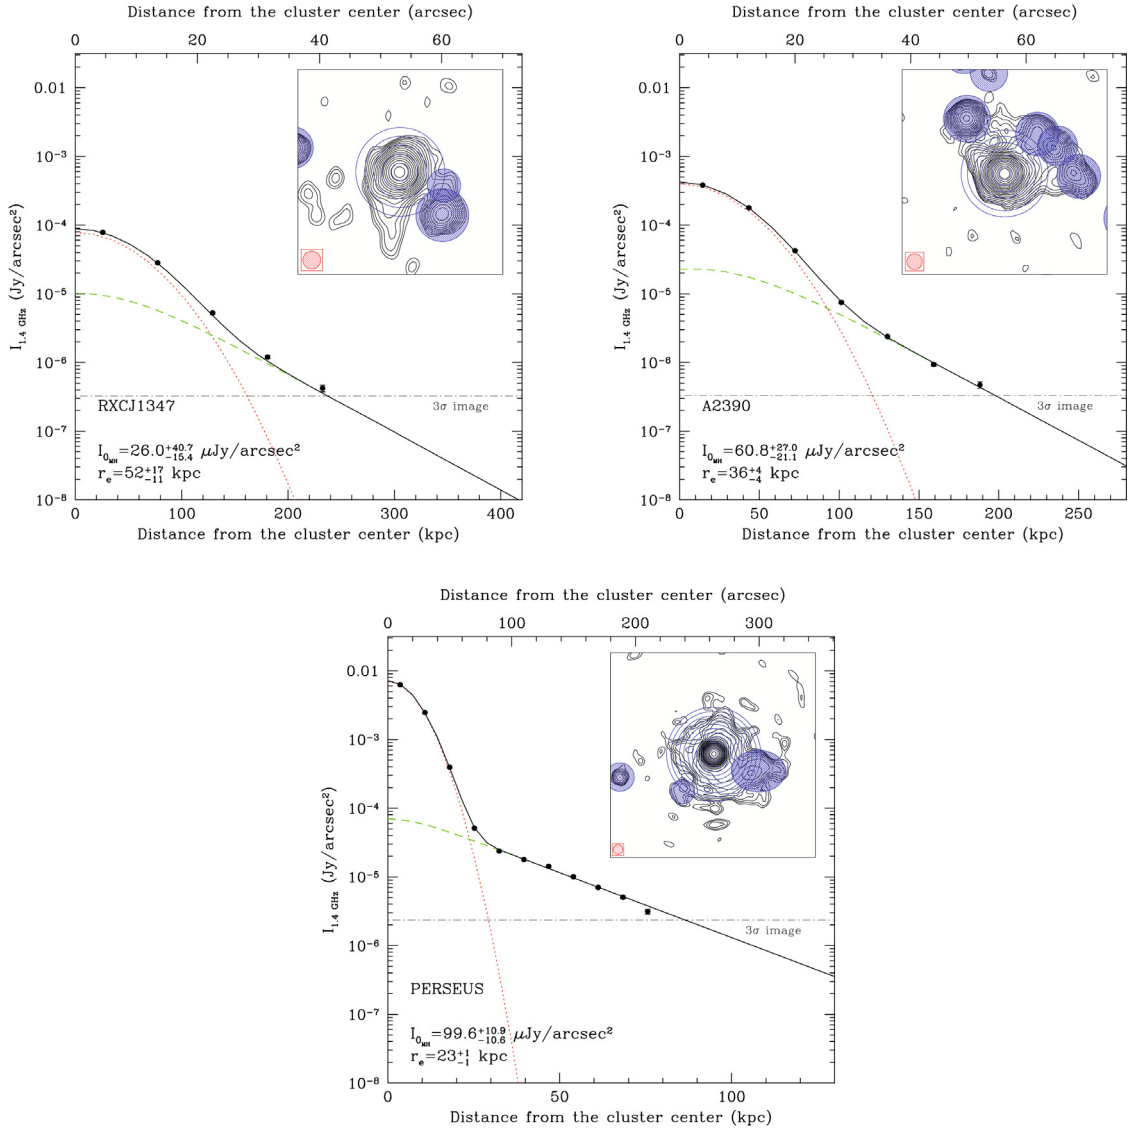 Distance from the cluster center (arcsec)
0 20 40 60
0.01
10⁻³
10⁻⁴
10⁻⁵
10⁻⁶
10⁻⁷
10⁻⁸
I₁.₄ GHz (Jy/arcsec²)
RXCJ1347
3σ image
I₀MH=26.0+40.7−15.4 μJy/arcsec²
rₑ=52+17−11 kpc
0 100 200 300 400
Distance from the cluster center (kpc)
Distance from the cluster center (arcsec)
0 20 40 60
0.01
10⁻³
10⁻⁴
10⁻⁵
10⁻⁶
10⁻⁷
10⁻⁸
I₁.₄ GHz (Jy/arcsec²)
A2390
3σ image
I₀MH=60.8+27.0−21.1 μJy/arcsec²
rₑ=36+4−4 kpc
0 50 100 150 200 250
Distance from the cluster center (kpc)
Distance from the cluster center (arcsec)
0 100 200 300
0.01
10⁻³
10⁻⁴
10⁻⁵
10⁻⁶
10⁻⁷
10⁻⁸
I₁.₄ GHz (Jy/arcsec²)
3σ image
PERSEUS
I₀MH=99.6+10.9−10.6 μJy/arcsec²
rₑ=23+1−1 kpc
0 50 100
Distance from the cluster center (kpc)